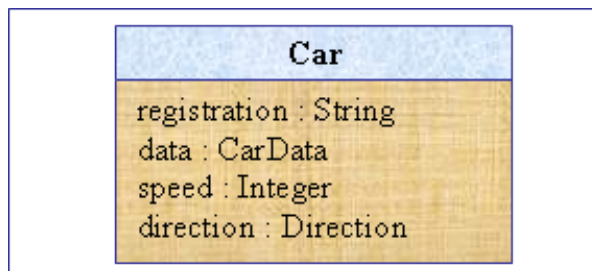 Car
registration : String
data : CarData
speed : Integer
direction : Direction